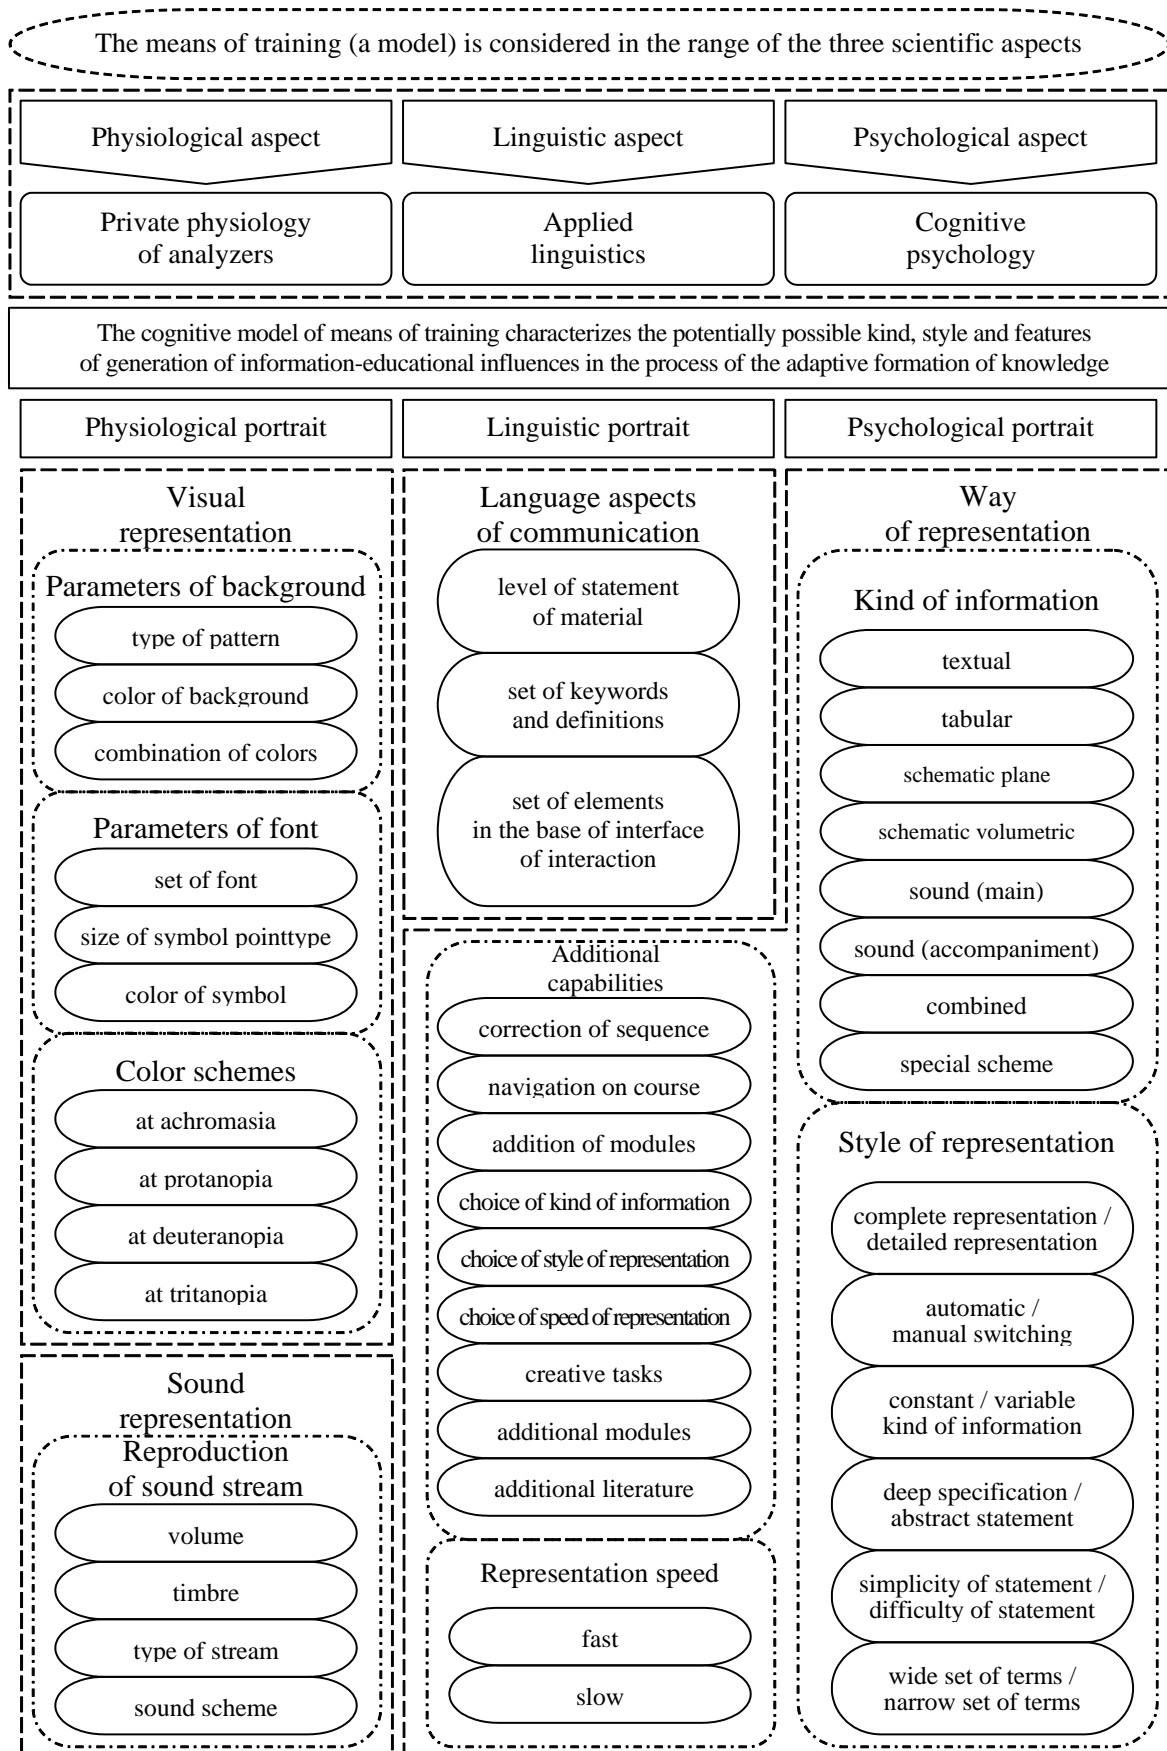 The means of training (a model) is considered in the range of the three scientific aspects
Physiological aspect
Linguistic aspect
Psychological aspect
Private physiology
of analyzers
Applied
linguistics
Cognitive
psychology
The cognitive model of means of training characterizes the potentially possible kind, style and features
of generation of information-educational influences in the process of the adaptive formation of knowledge
Physiological portrait
Linguistic portrait
Psychological portrait
Visual
representation
Parameters of background
type of pattern
color of background
combination of colors
Parameters of font
set of font
size of symbol pointtype
color of symbol
Color schemes
at achromasia
at protanopia
at deuteranopia
at tritanopia
Sound
representation
Reproduction
of sound stream
volume
timbre
type of stream
sound scheme
Language aspects
of communication
level of statement
of material
set of keywords
and definitions
set of elements
in the base of interface
of interaction
Additional
capabilities
correction of sequence
navigation on course
addition of modules
choice of kind of information
choice of style of representation
choice of speed of representation
creative tasks
additional modules
additional literature
Representation speed
fast
slow
Way
of representation
Kind of information
textual
tabular
schematic plane
schematic volumetric
sound (main)
sound (accompaniment)
combined
special scheme
Style of representation
complete representation /
detailed representation
automatic /
manual switching
constant / variable
kind of information
deep specification /
abstract statement
simplicity of statement /
difficulty of statement
wide set of terms /
narrow set of terms